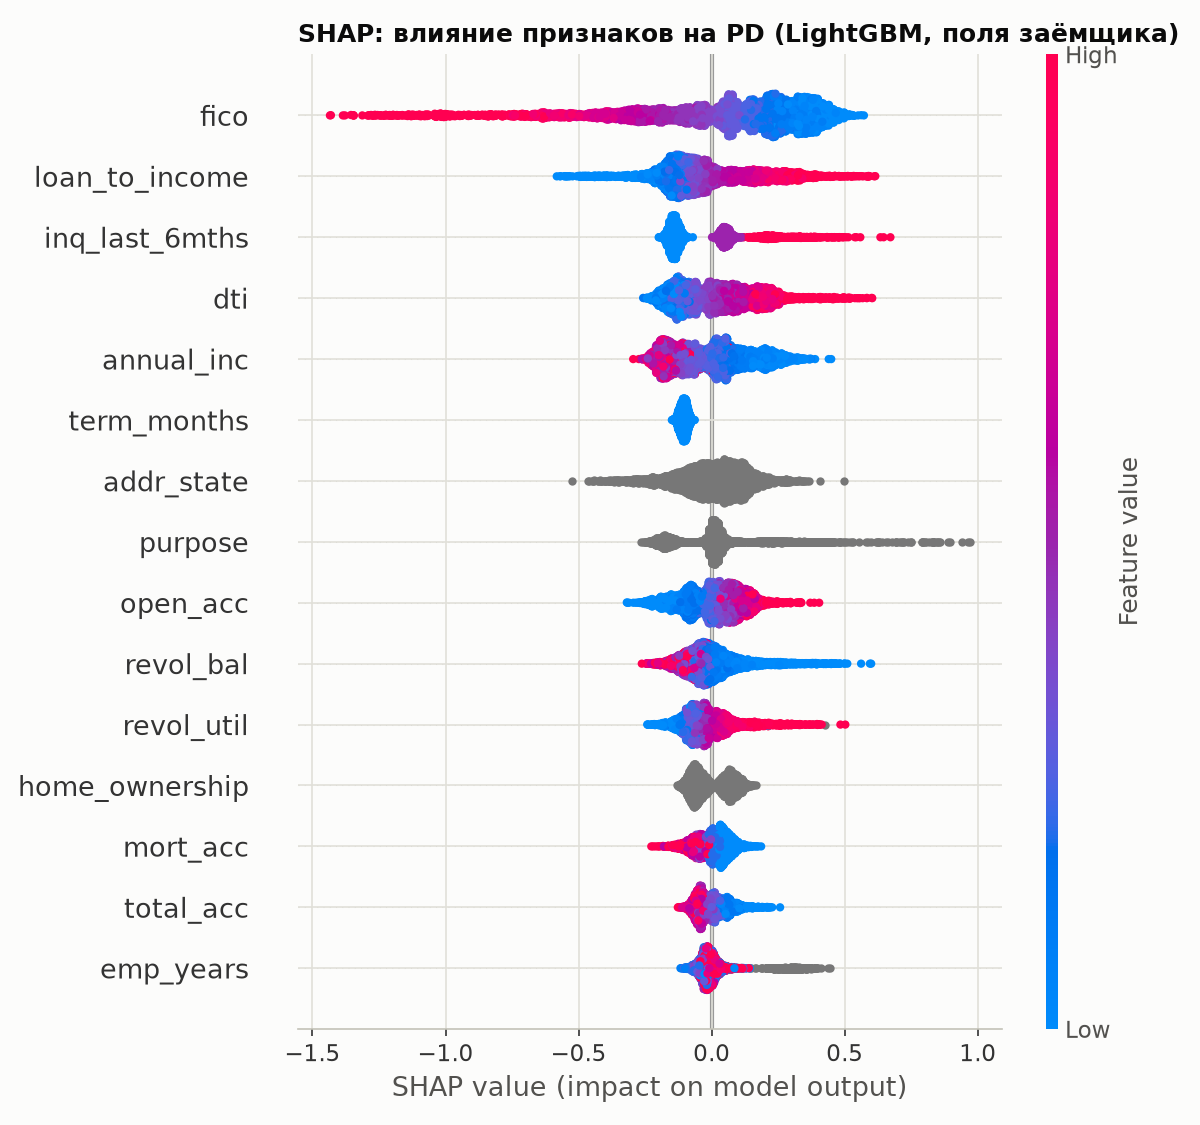 SHAP: влияние признаков на PD (LightGBM, поля заёмщика)
High
fico
loan_to_income
inq_last_6mths
dti
annual_inc
term_months
addr_state
purpose
open_acc
revol_bal
revol_util
home_ownership
mort_acc
total_acc
emp_years
Feature value
Low
−1.5 −1.0 −0.5 0.0 0.5 1.0
SHAP value (impact on model output)